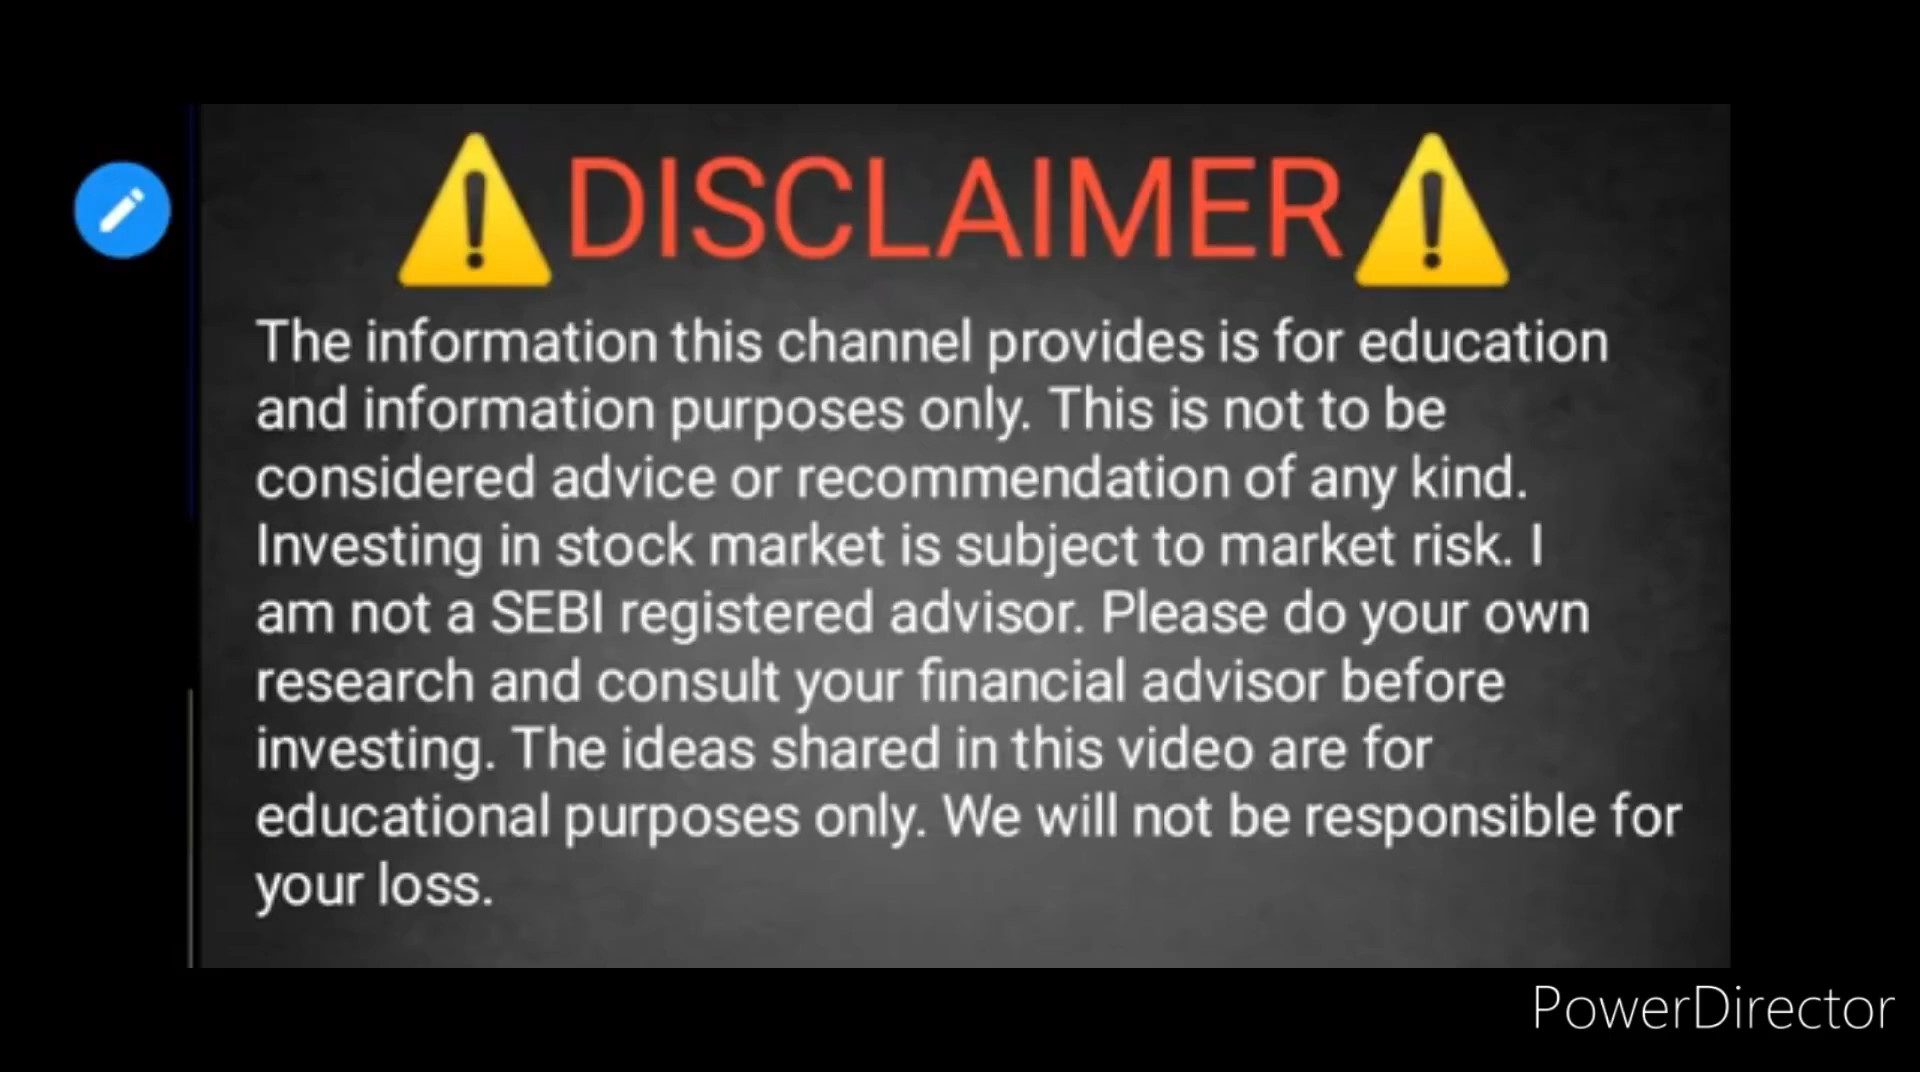 ⚠️DISCLAIMER⚠️
The information this channel provides is for education
and information purposes only. This is not to be
considered advice or recommendation of any kind.
Investing in stock market is subject to market risk. I
am not a SEBI registered advisor. Please do your own
research and consult your financial advisor before
investing. The ideas shared in this video are for
educational purposes only. We will not be responsible for
your loss.
PowerDirector